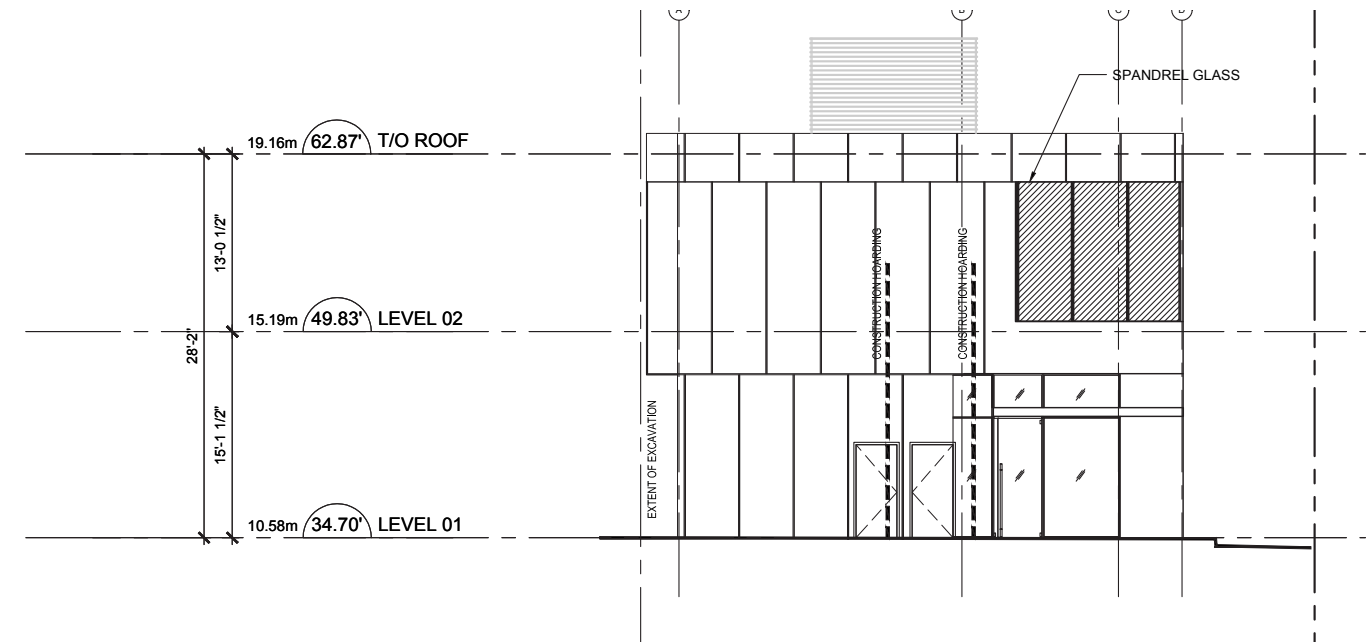 A
B
C
D
SPANDREL GLASS
19.16m 62.87' T/O ROOF
13'-0 1/2"
15.19m 49.83' LEVEL 02
28'-2"
15'-1 1/2"
10.58m 34.70' LEVEL 01
CONSTRUCTION HOARDING
CONSTRUCTION HOARDING
EXTENT OF EXCAVATION